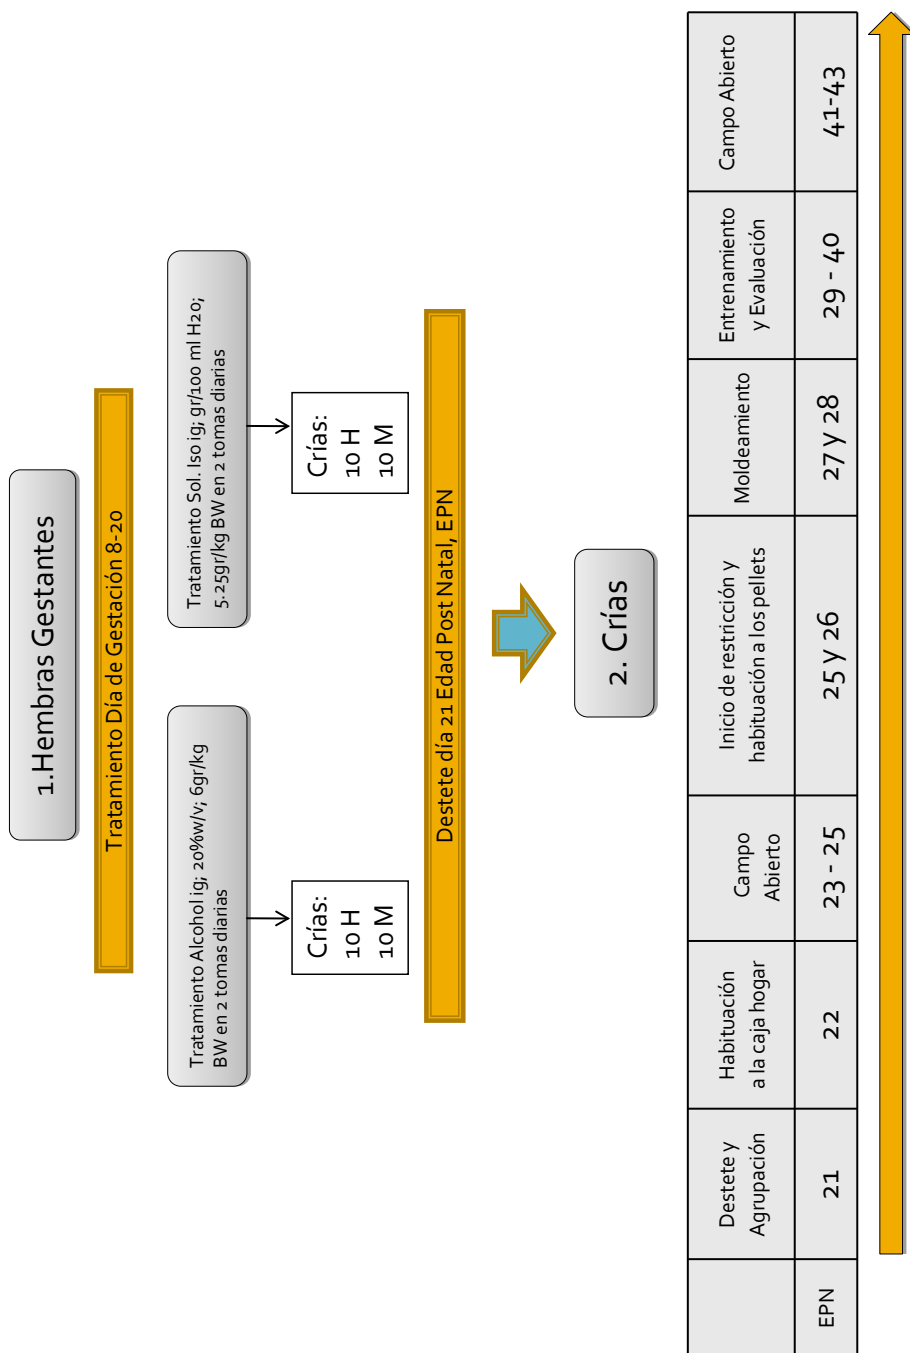 1.Hembras Gestantes
Tratamiento Día de Gestación 8-20
Tratamiento Alcohol ig; 20%w/v; 6gr/kg
BW en 2 tomas diarias
Tratamiento Sol. Iso ig; gr/100 ml H20;
5.25gr/kg BW en 2 tomas diarias
Crías:
10 H
10 M
Crías:
10 H
10 M
Destete día 21 Edad Post Natal, EPN
2. Crías
Destete y
Agrupación
Habituación
a la caja hogar
Campo
Abierto
Inicio de restricción y
habituación a los pellets
Moldeamiento
Entrenamiento
y Evaluación
Campo Abierto
EPN
21
22
23 - 25
25 y 26
27 y 28
29 - 40
41-43